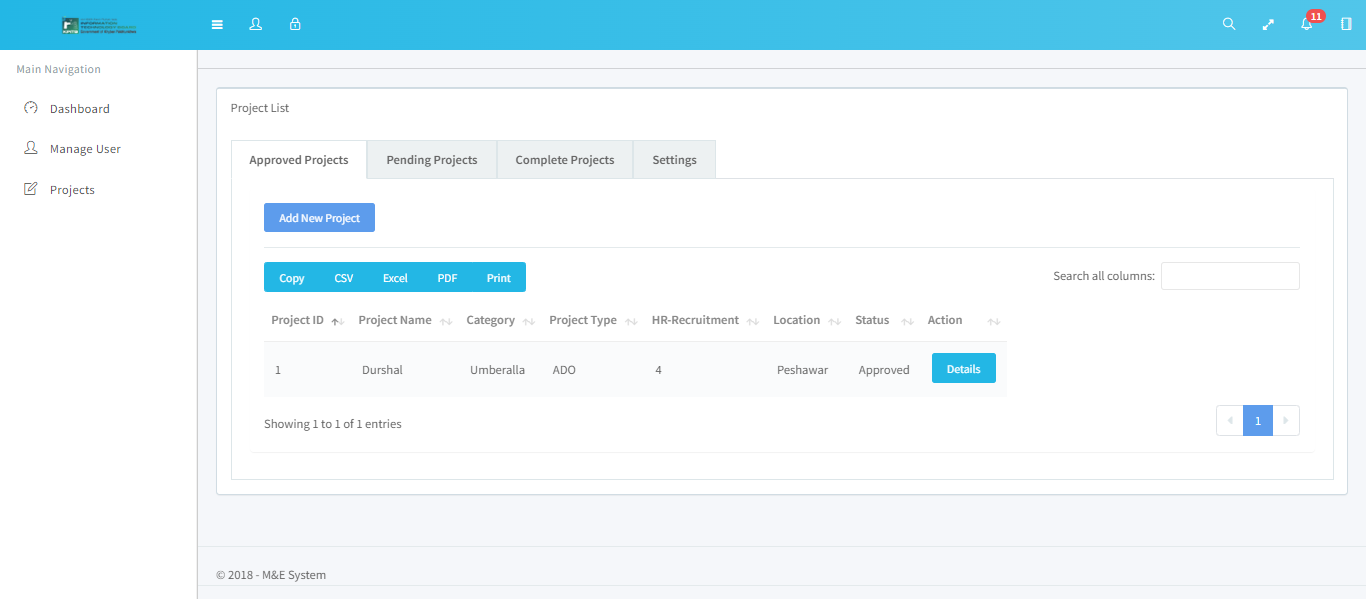 11
Main Navigation
Dashboard
Manage User
Projects
Project List
Approved Projects Pending Projects Complete Projects Settings
Add New Project
Copy CSV Excel PDF Print Search all columns:
Project ID Project Name Category Project Type HR-Recruitment Location Status Action
1 Durshal Umberalla ADO 4 Peshawar Approved Details
Showing 1 to 1 of 1 entries 1
© 2018 - M&E System